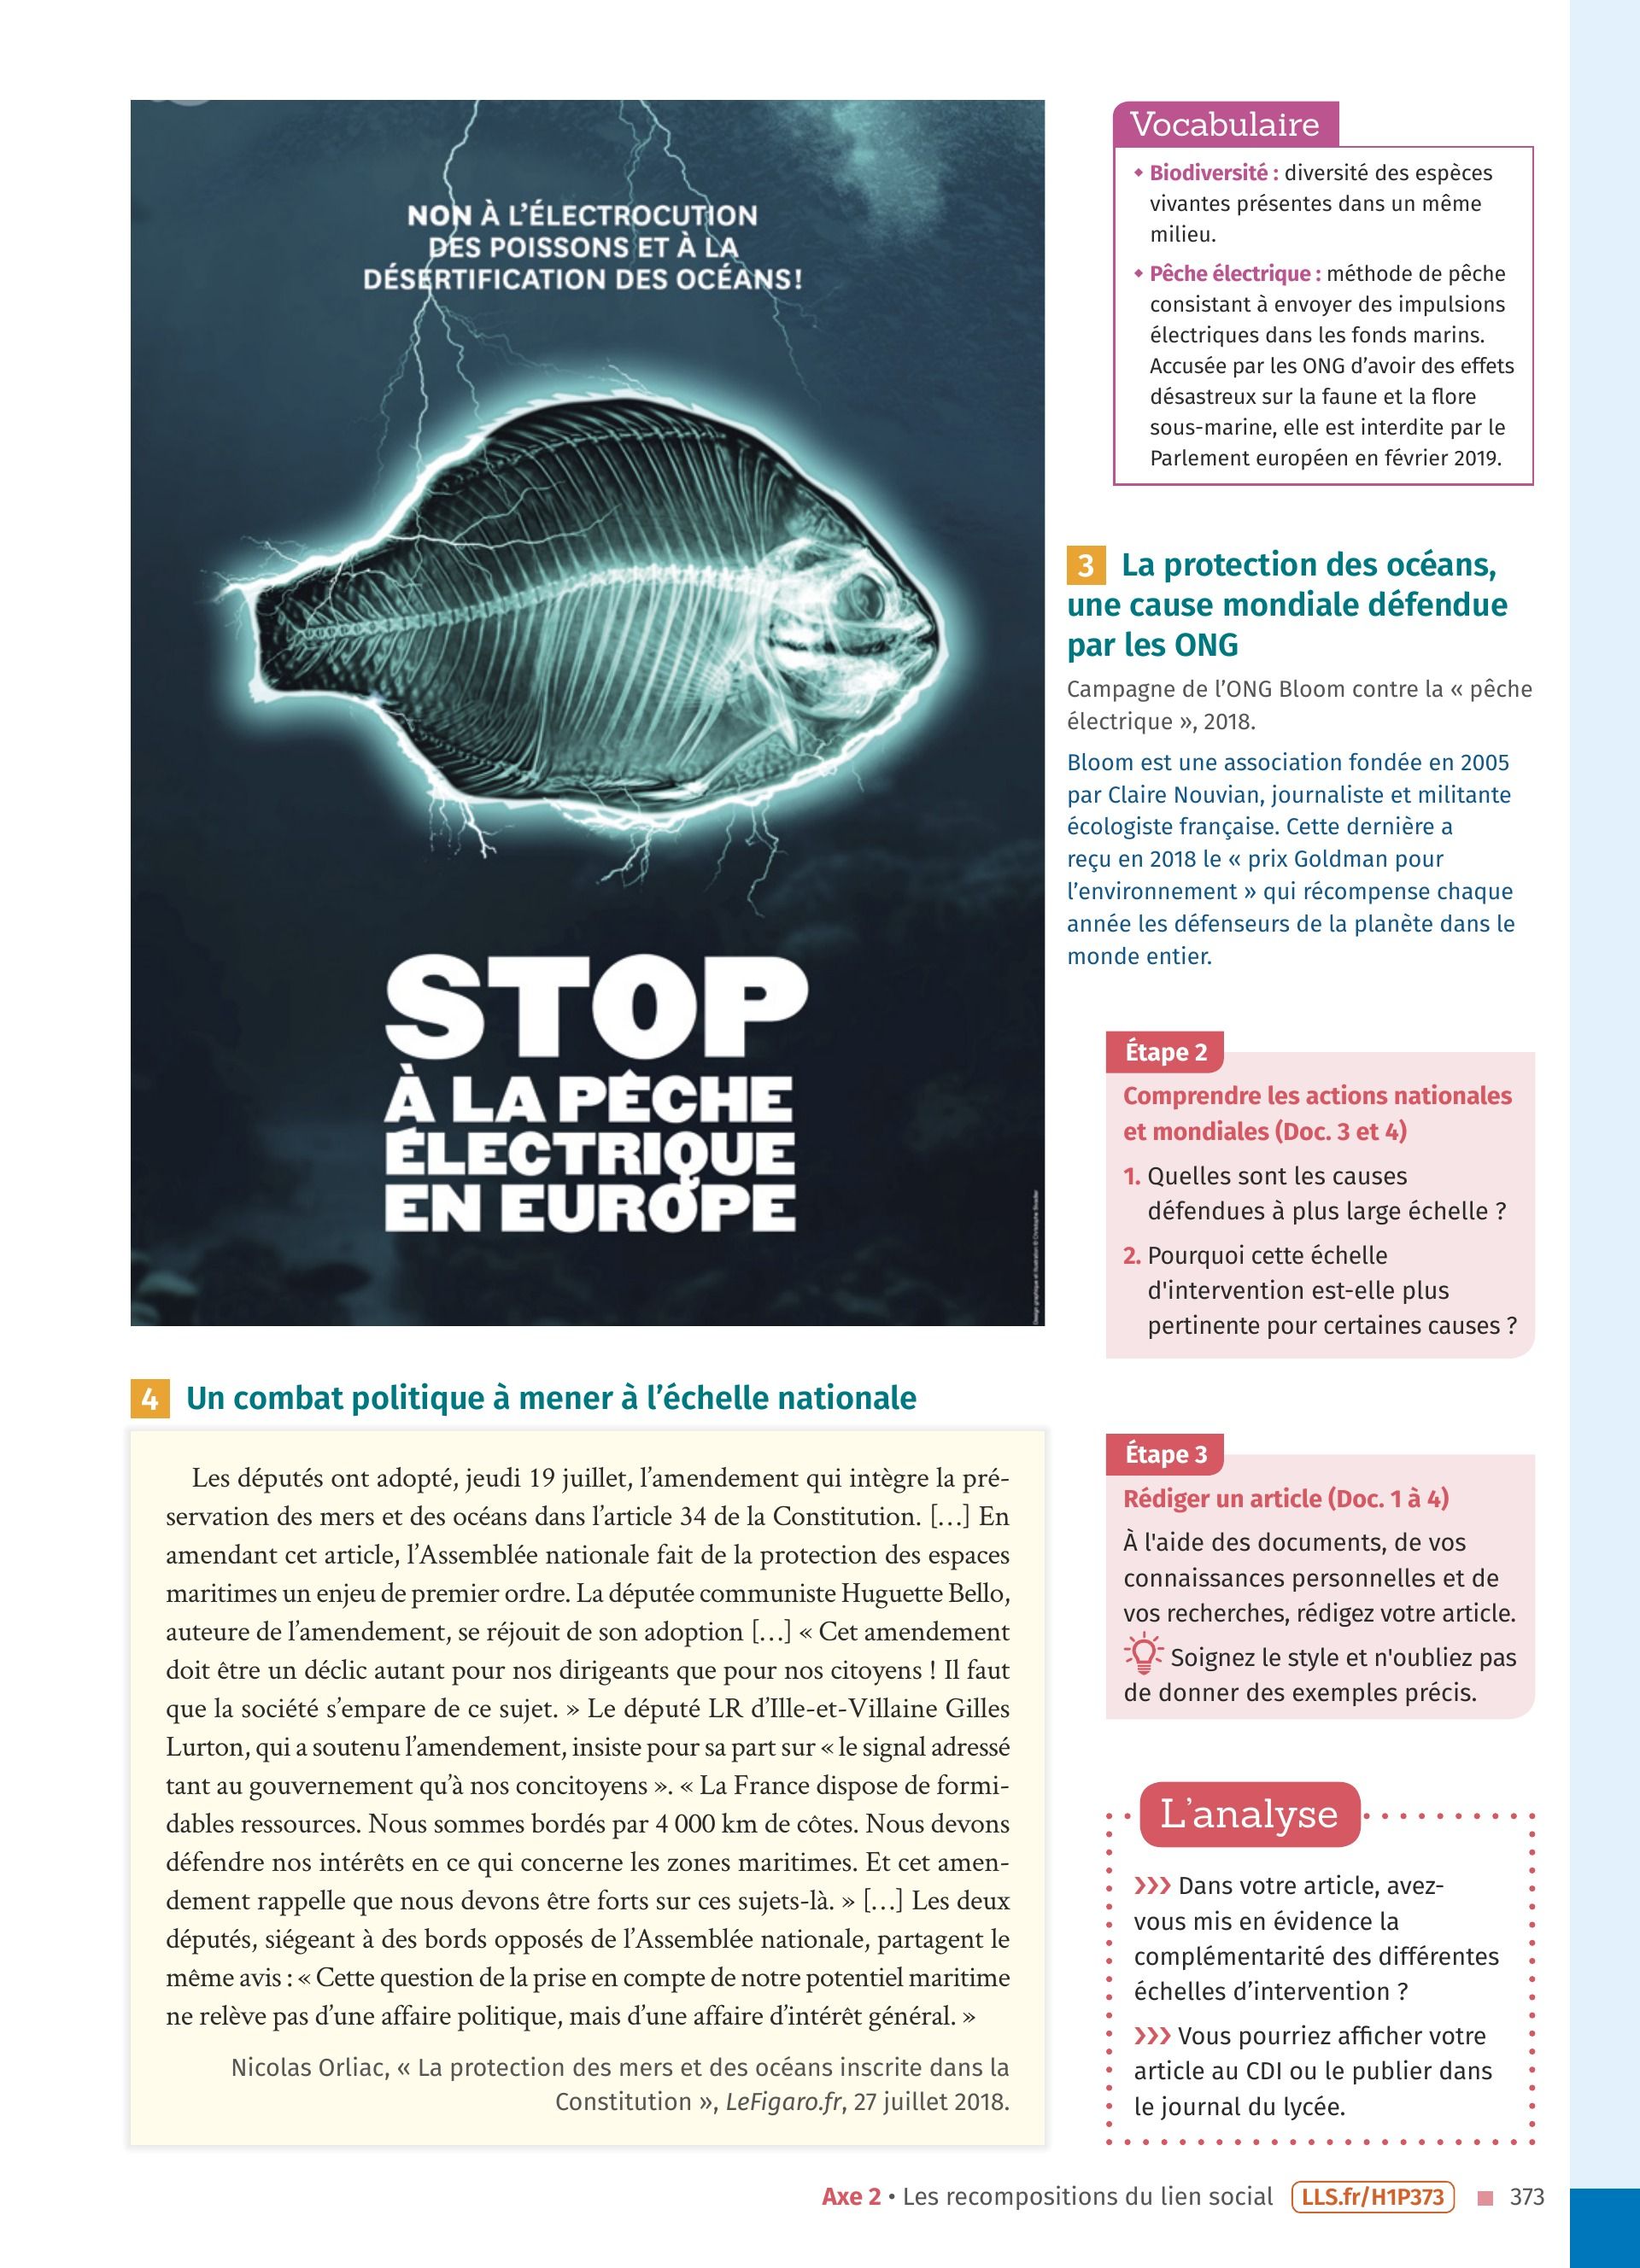 NON À L'ÉLECTROCUTION
DES POISSONS ET À LA
DÉSERTIFICATION DES OCÉANS!
STOP
À LA PÊCHE
ÉLECTRIQUE
EN EUROPE
Design graphique et illustration © Christophe Breader
Vocabulaire
• Biodiversité : diversité des espèces
vivantes présentes dans un même
milieu.
• Pêche électrique : méthode de pêche
consistant à envoyer des impulsions
électriques dans les fonds marins.
Accusée par les ONG d'avoir des effets
désastreux sur la faune et la flore
sous-marine, elle est interdite par le
Parlement européen en février 2019.
3 La protection des océans,
une cause mondiale défendue
par les ONG
Campagne de l'ONG Bloom contre la « pêche
électrique », 2018.
Bloom est une association fondée en 2005
par Claire Nouvian, journaliste et militante
écologiste française. Cette dernière a
reçu en 2018 le « prix Goldman pour
l'environnement » qui récompense chaque
année les défenseurs de la planète dans le
monde entier.
Étape 2
Comprendre les actions nationales
et mondiales (Doc. 3 et 4)
1. Quelles sont les causes
défendues à plus large échelle ?
2. Pourquoi cette échelle
d'intervention est-elle plus
pertinente pour certaines causes ?
4 Un combat politique à mener à l'échelle nationale
Les députés ont adopté, jeudi 19 juillet, l'amendement qui intègre la pré-
servation des mers et des océans dans l'article 34 de la Constitution. […] En
amendant cet article, l'Assemblée nationale fait de la protection des espaces
maritimes un enjeu de premier ordre. La députée communiste Huguette Bello,
auteure de l'amendement, se réjouit de son adoption […] « Cet amendement
doit être un déclic autant pour nos dirigeants que pour nos citoyens ! Il faut
que la société s'empare de ce sujet. » Le député LR d'Ille-et-Villaine Gilles
Lurton, qui a soutenu l'amendement, insiste pour sa part sur « le signal adressé
tant au gouvernement qu'à nos concitoyens ». « La France dispose de formi-
dables ressources. Nous sommes bordés par 4 000 km de côtes. Nous devons
défendre nos intérêts en ce qui concerne les zones maritimes. Et cet amen-
dement rappelle que nous devons être forts sur ces sujets-là. » […] Les deux
députés, siégeant à des bords opposés de l'Assemblée nationale, partagent le
même avis : « Cette question de la prise en compte de notre potentiel maritime
ne relève pas d'une affaire politique, mais d'une affaire d'intérêt général. »
Nicolas Orliac, « La protection des mers et des océans inscrite dans la
Constitution », LeFigaro.fr, 27 juillet 2018.
Étape 3
Rédiger un article (Doc. 1 à 4)
À l'aide des documents, de vos
connaissances personnelles et de
vos recherches, rédigez votre article.
Soignez le style et n'oubliez pas
de donner des exemples précis.
L'analyse
>>> Dans votre article, avez-
vous mis en évidence la
complémentarité des différentes
échelles d'intervention ?
>>> Vous pourriez afficher votre
article au CDI ou le publier dans
le journal du lycée.
Axe 2 • Les recompositions du lien social LLS.fr/H1P373 373